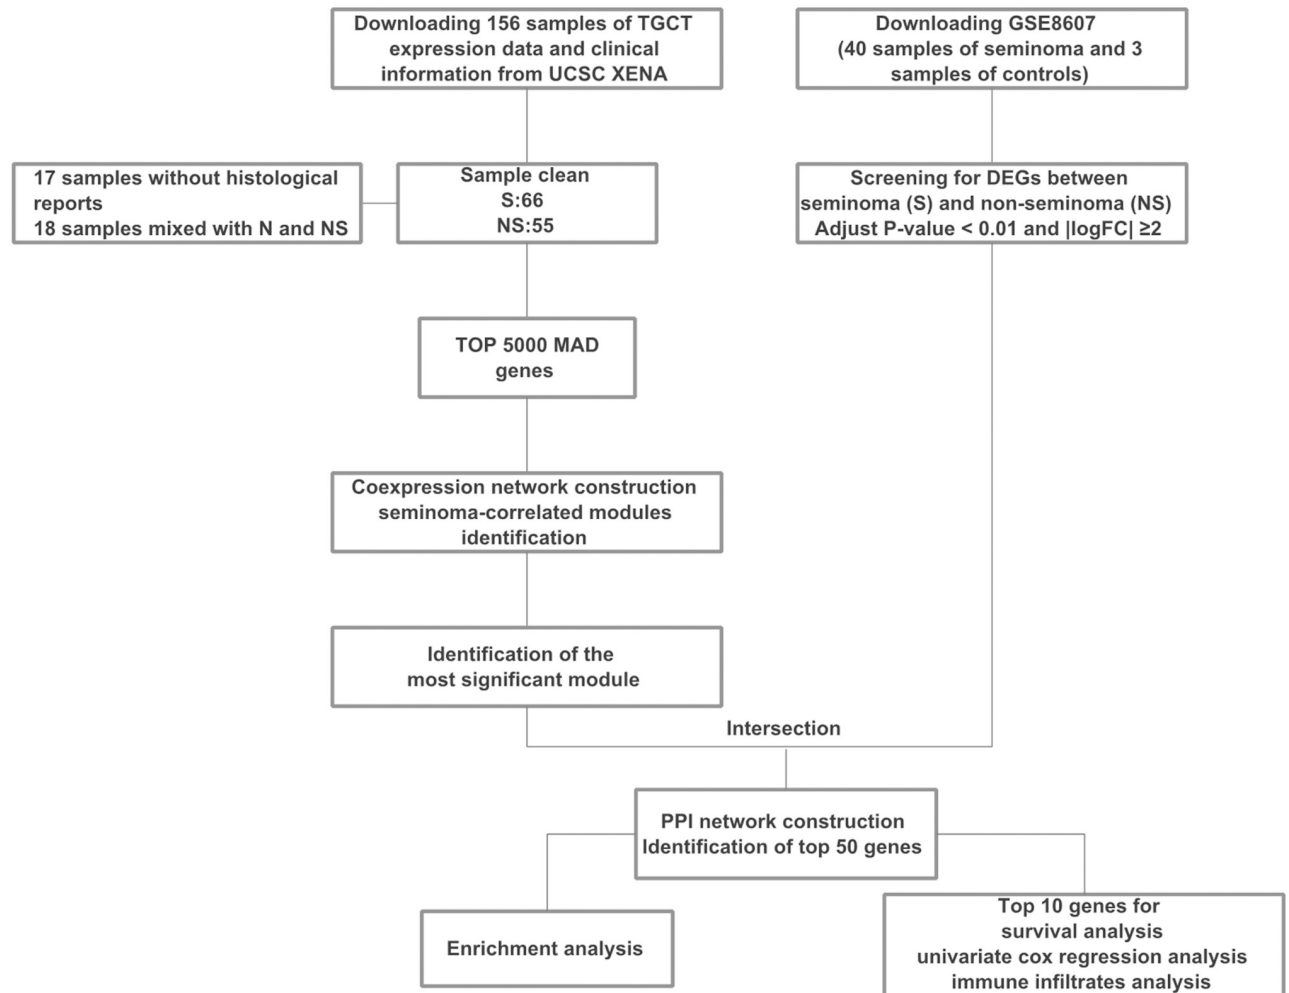 Downloading 156 samples of TGCT
expression data and clinical
information from UCSC XENA
Downloading GSE8607
(40 samples of seminoma and 3
samples of controls)
17 samples without histological
reports
18 samples mixed with N and NS
Sample clean
S:66
NS:55
Screening for DEGs between
seminoma (S) and non-seminoma (NS)
Adjust P-value < 0.01 and |logFC| ≥2
TOP 5000 MAD
genes
Coexpression network construction
seminoma-correlated modules
identification
Identification of the
most significant module
Intersection
PPI network construction
Identification of top 50 genes
Enrichment analysis
Top 10 genes for
survival analysis
univariate cox regression analysis
immune infiltrates analysis